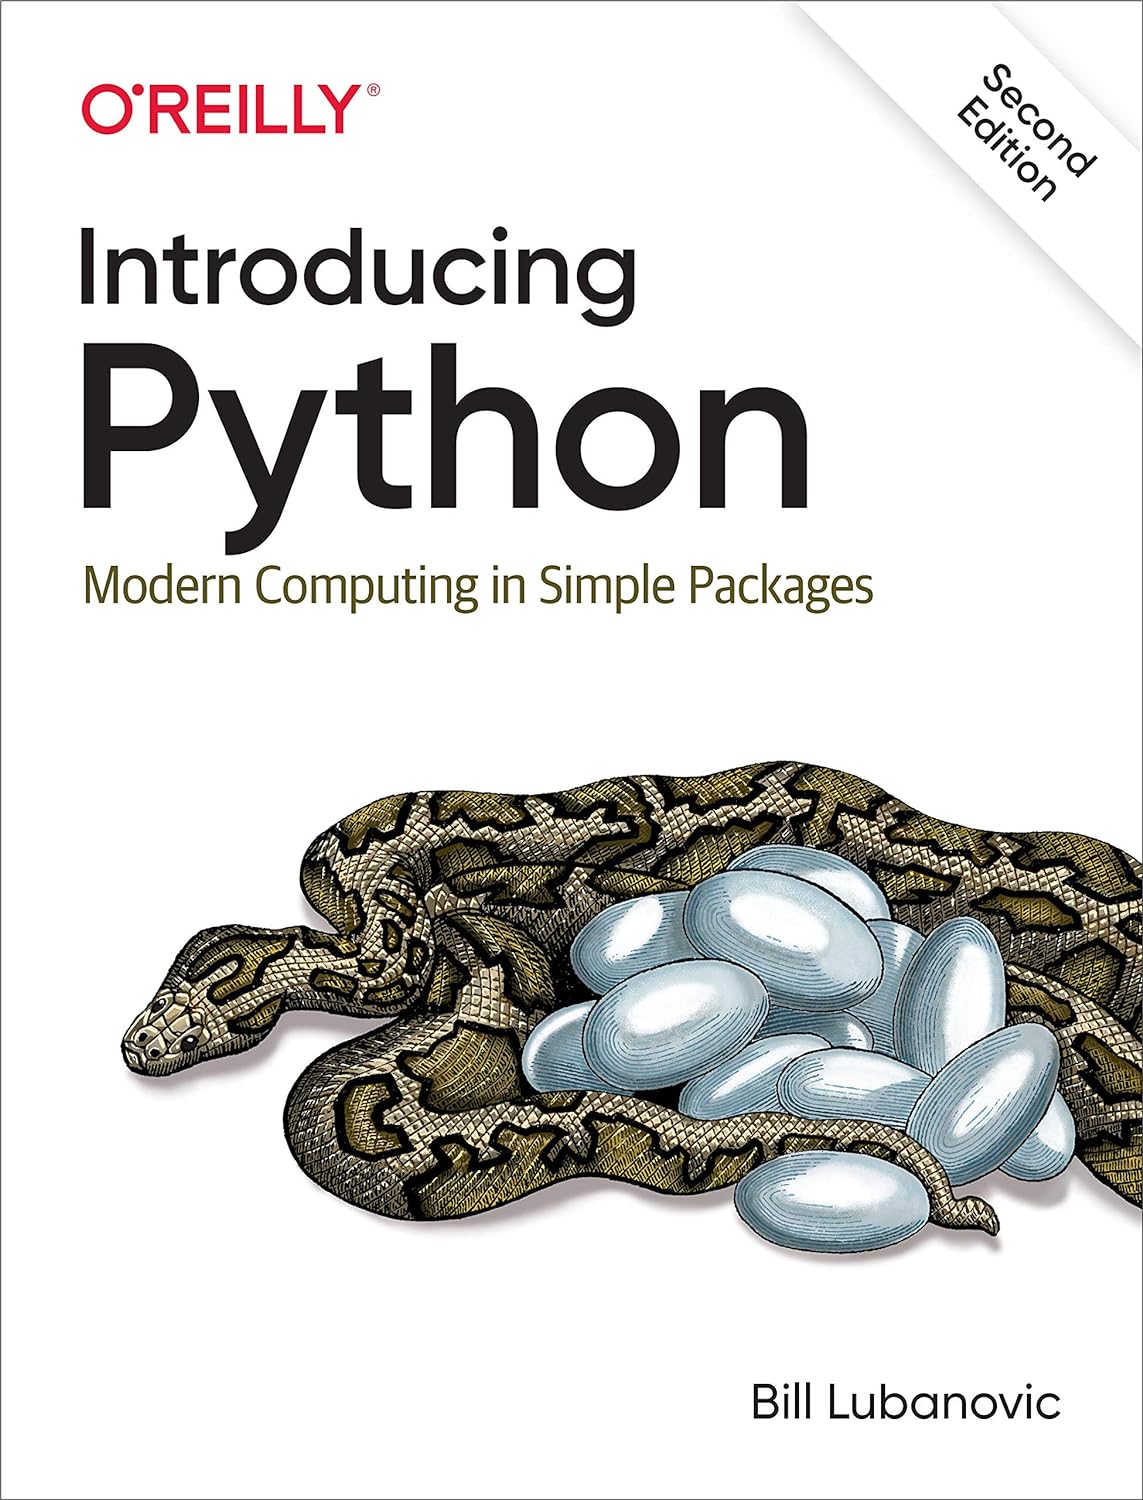 O'REILLY®
Second
Edition
Introducing
Python
Modern Computing in Simple Packages
Bill Lubanovic